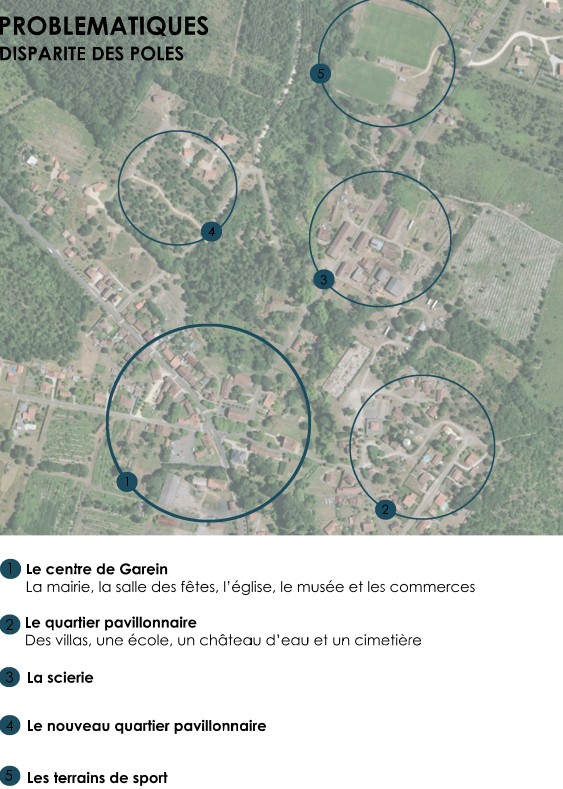 PROBLEMATIQUES
DISPARITE DES POLES
5
4
3
1
2
1 Le centre de Garein
La mairie, la salle des fêtes, l'église, le musée et les commerces
2 Le quartier pavillonnaire
Des villas, une école, un château d'eau et un cimetière
3 La scierie
4 Le nouveau quartier pavillonnaire
5 Les terrains de sport